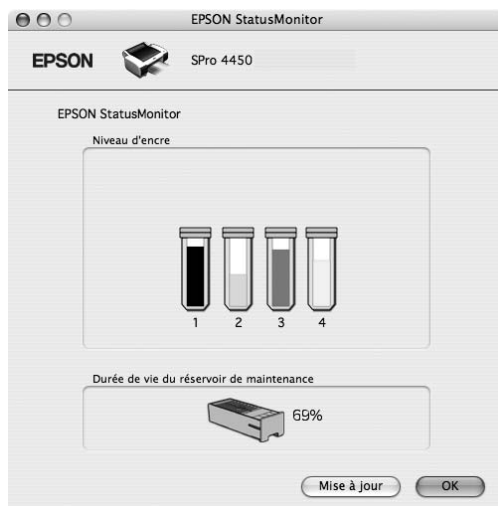 EPSON StatusMonitor
EPSON SPro 4450
EPSON StatusMonitor
Niveau d'encre
1 2 3 4
Durée de vie du réservoir de maintenance
69%
Mise à jour OK